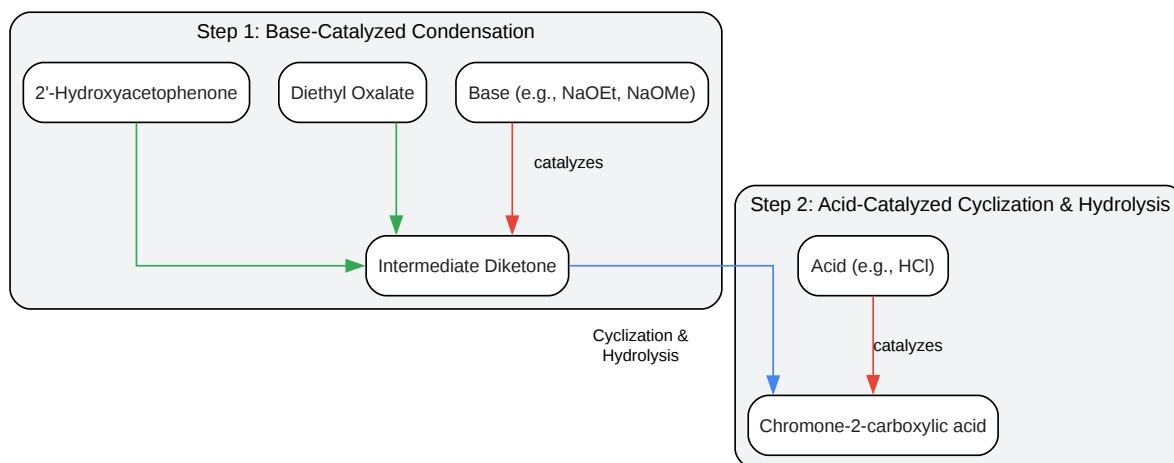 Step 1: Base-Catalyzed Condensation
2'-Hydroxyacetophenone
Diethyl Oxalate
Base (e.g., NaOEt, NaOMe)
catalyzes
Intermediate Diketone
Cyclization &
Hydrolysis
Step 2: Acid-Catalyzed Cyclization & Hydrolysis
Acid (e.g., HCl)
catalyzes
Chromone-2-carboxylic acid